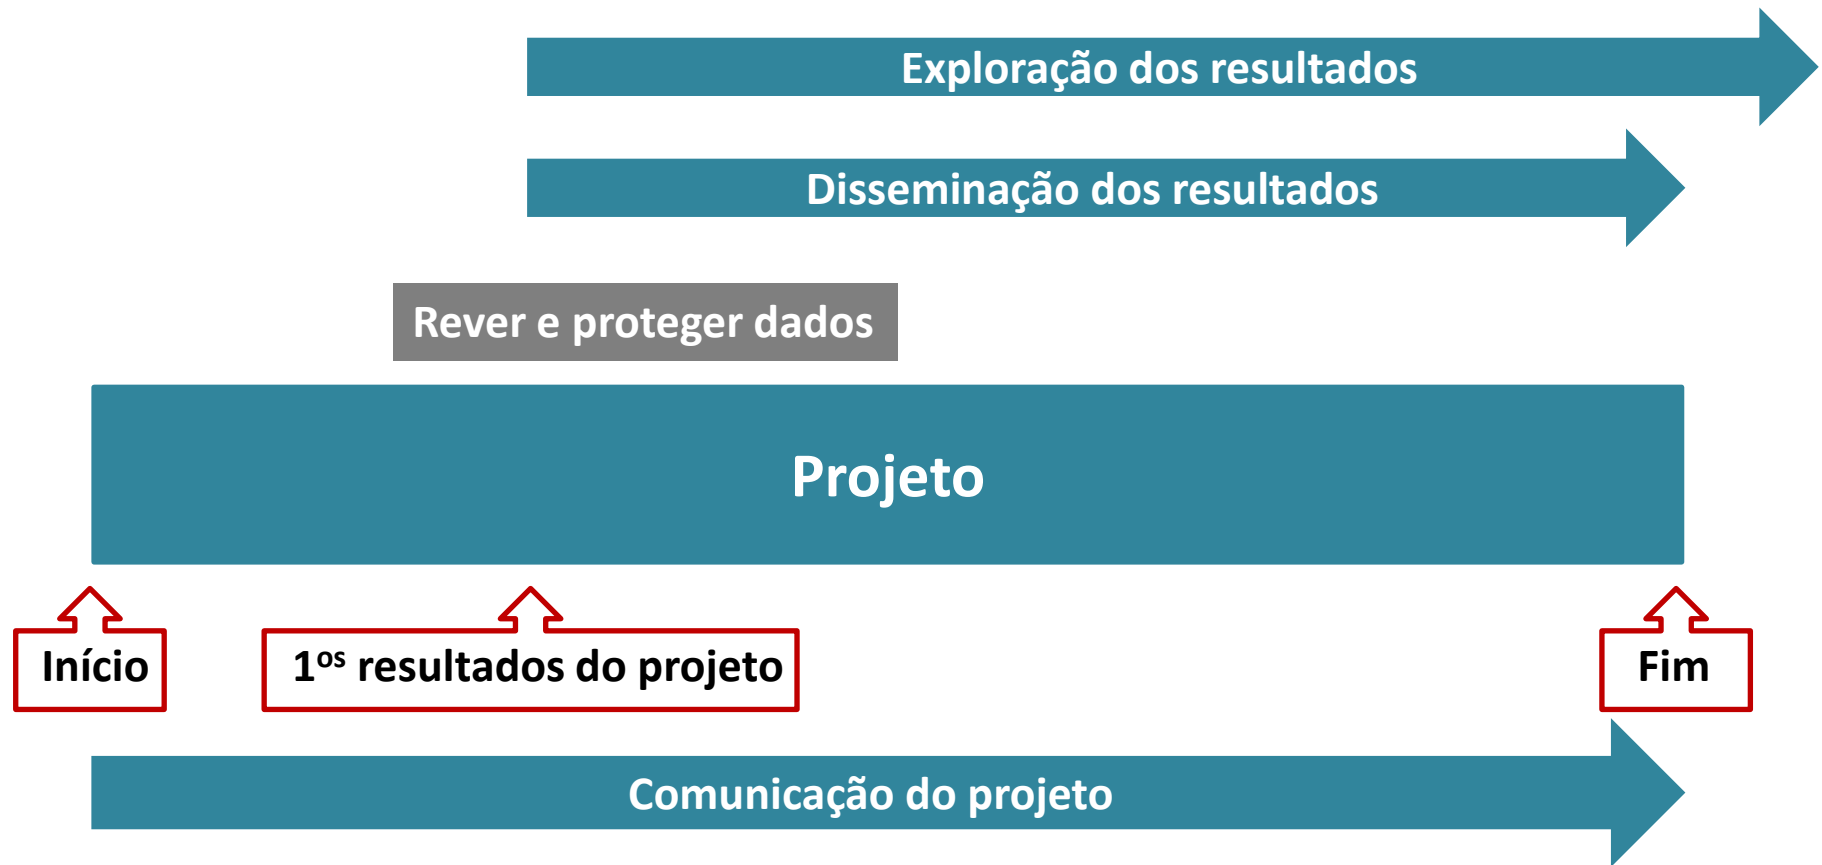 Exploração dos resultados
Disseminação dos resultados
Rever e proteger dados
Projeto
Início
1os resultados do projeto
Fim
Comunicação do projeto